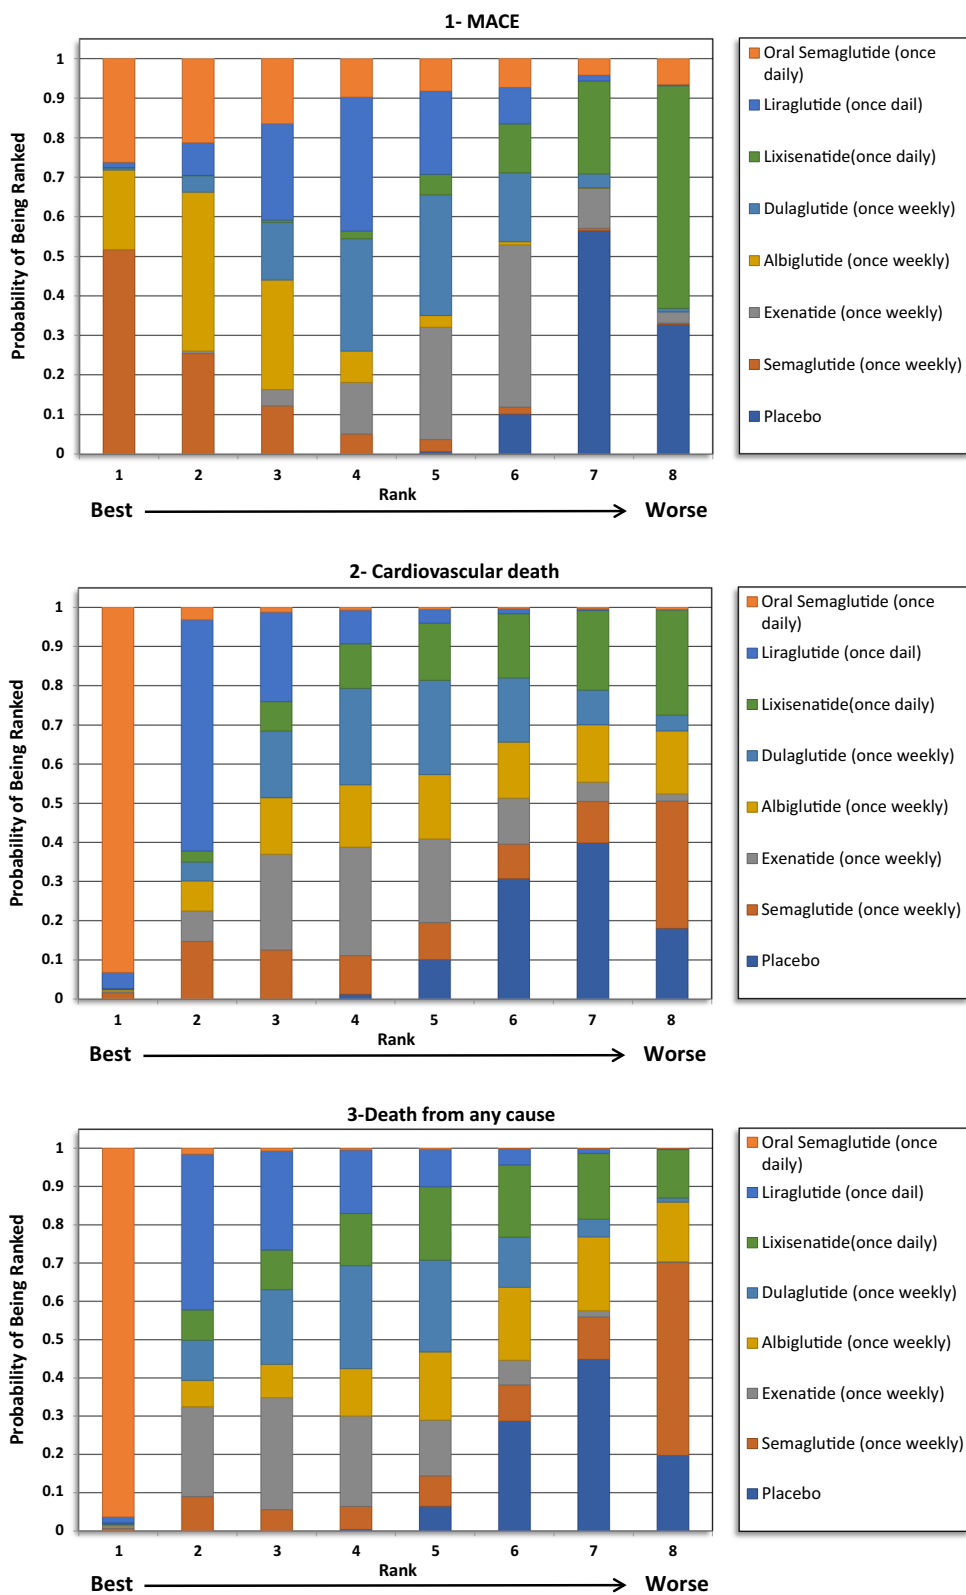 1- MACE
Probability of Being Ranked
1
0.9
0.8
0.7
0.6
0.5
0.4
0.3
0.2
0.1
0
1 2 3 4 5 6 7 8
Rank
Best Worse
Oral Semaglutide (once
daily)
Liraglutide (once dail)
Lixisenatide(once daily)
Dulaglutide (once weekly)
Albiglutide (once weekly)
Exenatide (once weekly)
Semaglutide (once weekly)
Placebo
2- Cardiovascular death
Probability of Being Ranked
1
0.9
0.8
0.7
0.6
0.5
0.4
0.3
0.2
0.1
0
1 2 3 4 5 6 7 8
Rank
Best Worse
Oral Semaglutide (once
daily)
Liraglutide (once dail)
Lixisenatide(once daily)
Dulaglutide (once weekly)
Albiglutide (once weekly)
Exenatide (once weekly)
Semaglutide (once weekly)
Placebo
3-Death from any cause
Probability of Being Ranked
1
0.9
0.8
0.7
0.6
0.5
0.4
0.3
0.2
0.1
0
1 2 3 4 5 6 7 8
Rank
Best Worse
Oral Semaglutide (once
daily)
Liraglutide (once dail)
Lixisenatide(once daily)
Dulaglutide (once weekly)
Albiglutide (once weekly)
Exenatide (once weekly)
Semaglutide (once weekly)
Placebo